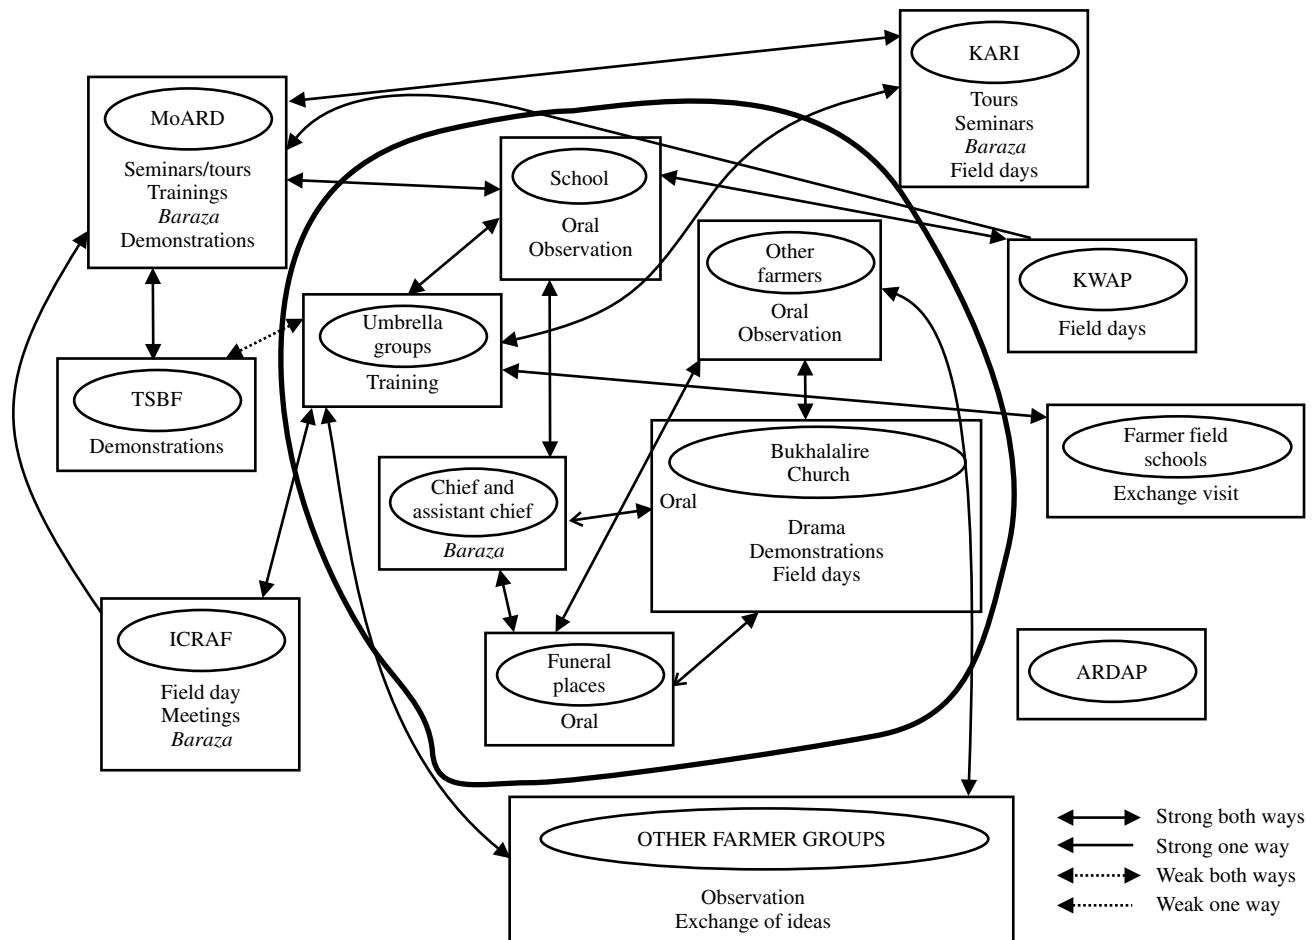 KARI
Tours
Seminars
Baraza
Field days
MoARD
Seminars/tours
Trainings
Baraza
Demonstrations
School
Oral
Observation
Other
farmers
Oral
Observation
KWAP
Field days
Umbrella
groups
Training
TSBF
Demonstrations
Farmer field
schools
Exchange visit
Bukhalalire
Church
Oral
Drama
Demonstrations
Field days
Chief and
assistant chief
Baraza
ICRAF
Field day
Meetings
Baraza
Funeral
places
Oral
ARDAP
OTHER FARMER GROUPS
Observation
Exchange of ideas
Strong both ways
Strong one way
Weak both ways
Weak one way